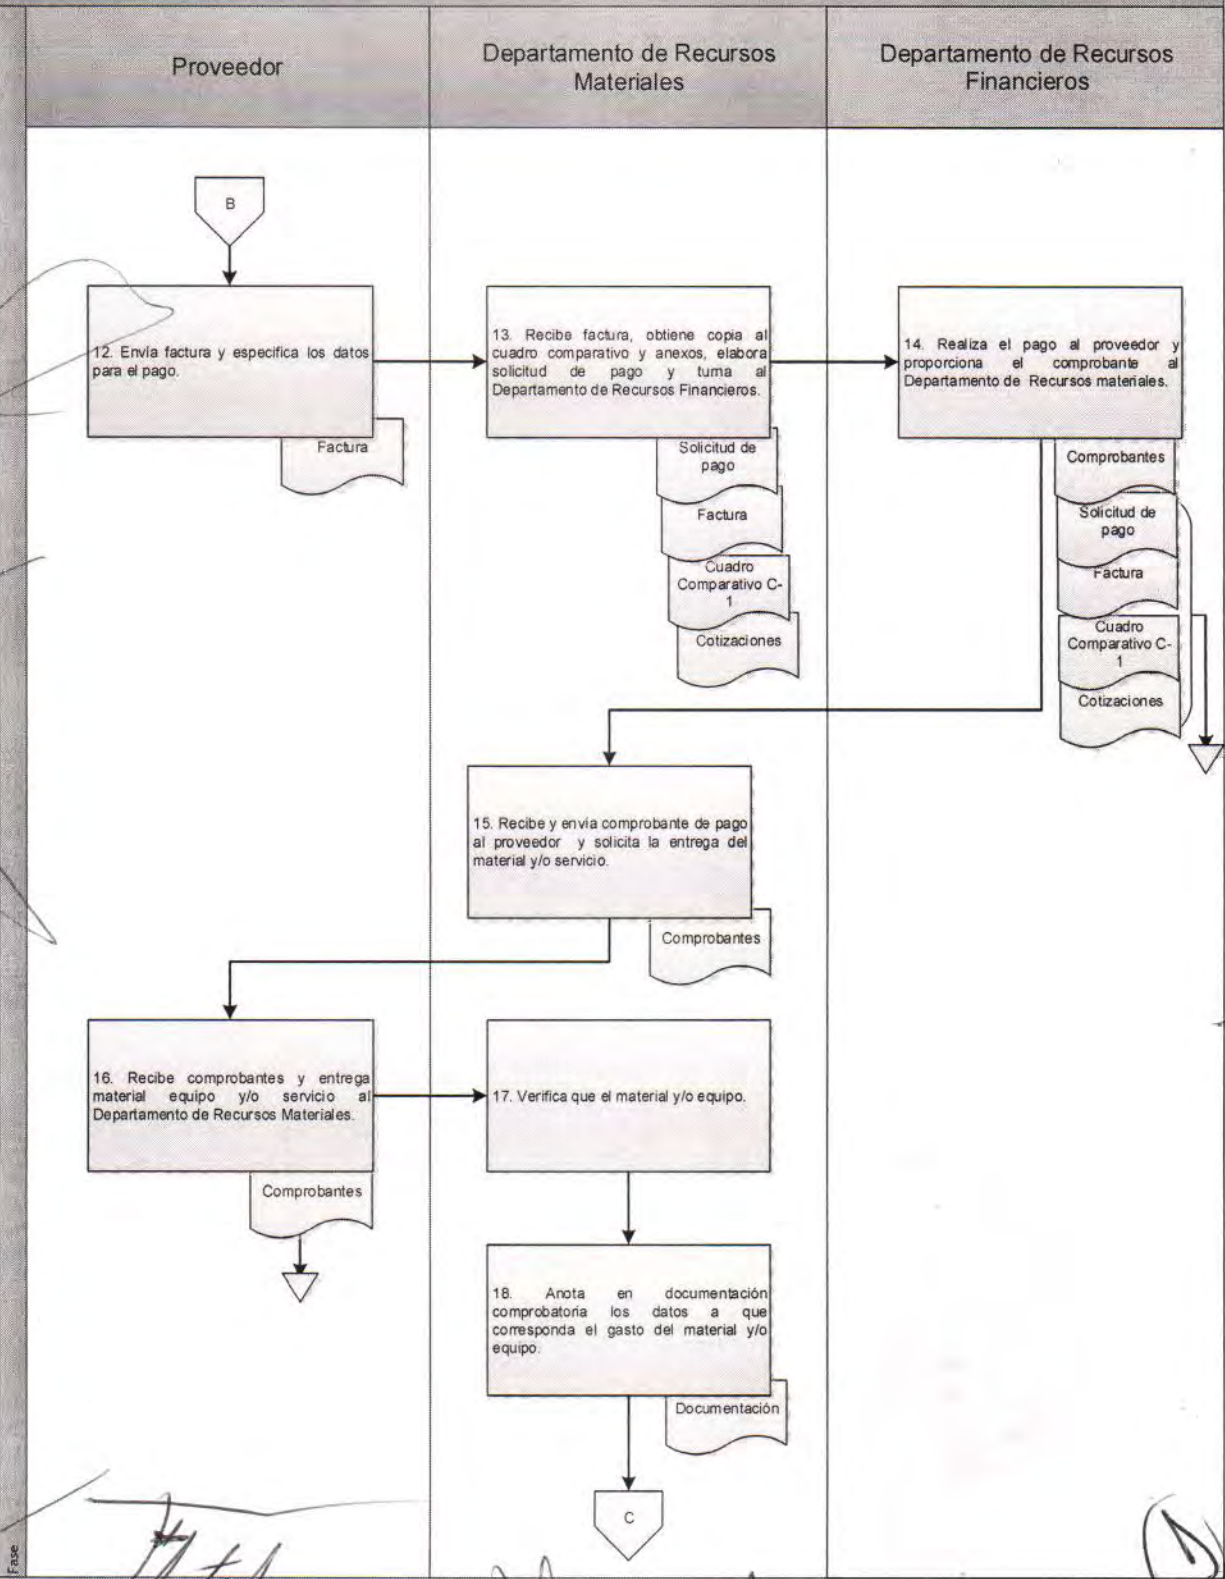 Proveedor
Departamento de Recursos
Materiales
Departamento de Recursos
Financieros
B
12. Envía factura y especifica los datos
para el pago.
Factura
13. Recibe factura, obtiene copia al
cuadro comparativo y anexos, elabora
solicitud de pago y turna al
Departamento de Recursos Financieros.
Solicitud de
pago
Factura
Cuadro
Comparativo C-
1
Cotizaciones
14. Realiza el pago al proveedor y
proporciona el comprobante al
Departamento de Recursos materiales.
Comprobantes
Solicitud de
pago
Factura
Cuadro
Comparativo C-
1
Cotizaciones
15. Recibe y envia comprobante de pago
al proveedor y solicita la entrega del
material y/o servicio.
Comprobantes
16. Recibe comprobantes y entrega
material equipo y/o servicio al
Departamento de Recursos Materiales.
Comprobantes
17. Verifica que el material y/o equipo.
18. Anota en documentación
comprobatoria los datos a que
corresponda el gasto del material y/o
equipo.
Documentación
C
Fase